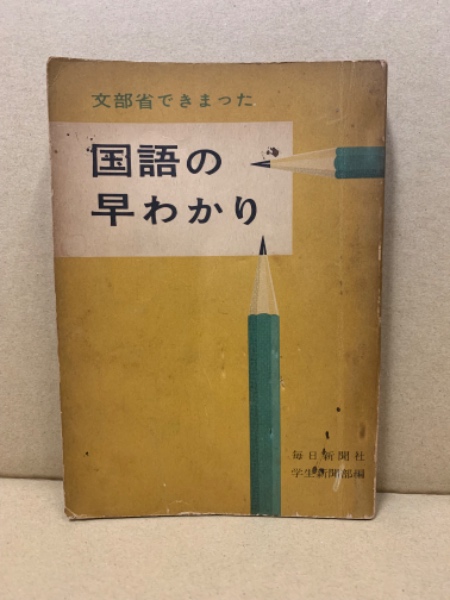 文部省できまった
国語の
早わかり
毎日新聞社
学生新聞部編